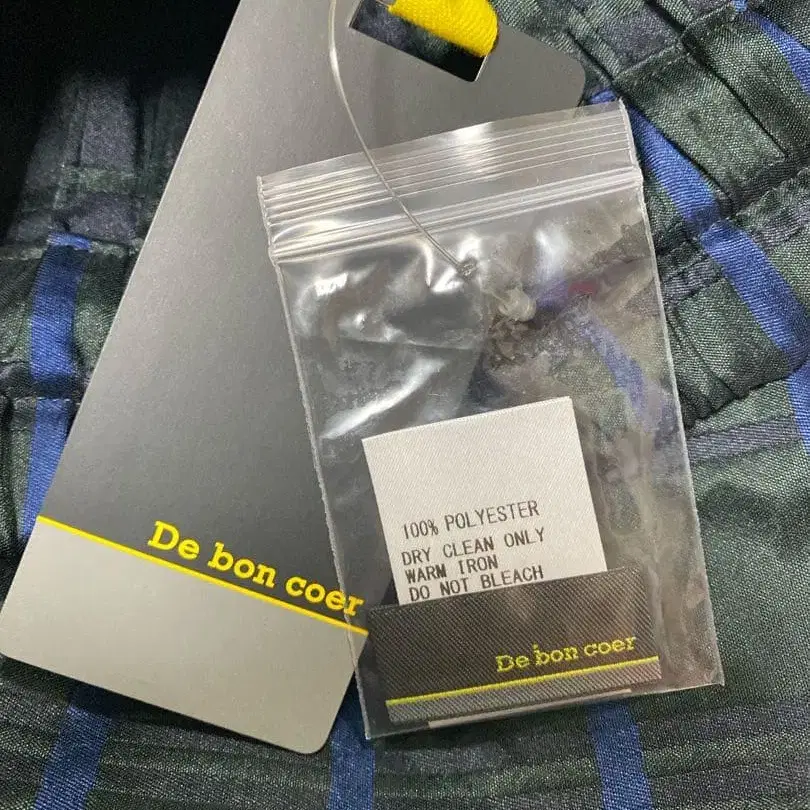 De bon coer
100% POLYESTER
DRY CLEAN ONLY
WARM IRON
DO NOT BLEACH
De bon coer